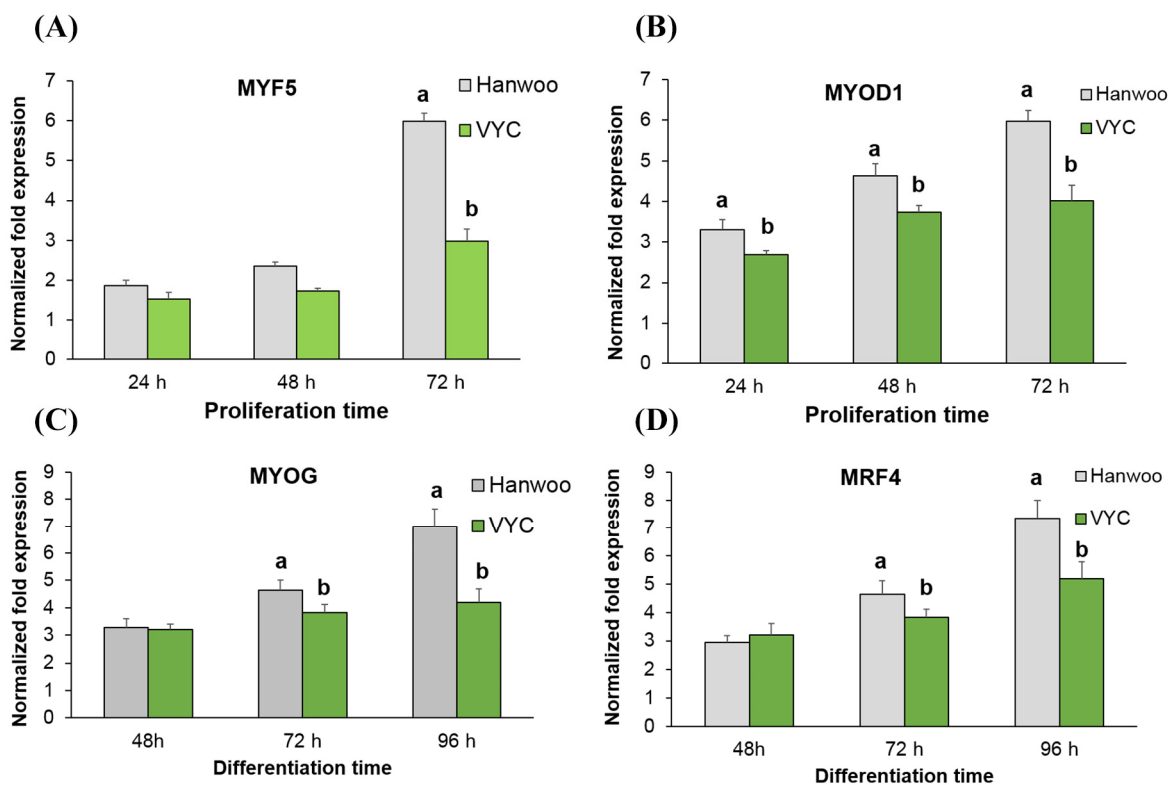 (A)
MYF5
Hanwoo
VYC
a
b
Normalized fold expression
7
6
5
4
3
2
1
0
24 h 48 h 72 h
Proliferation time
(B)
MYOD1
Hanwoo
VYC
a
b
a
b
a
b
Normalized fold expression
7
6
5
4
3
2
1
0
24 h 48 h 72 h
Proliferation time
(C)
MYOG
Hanwoo
VYC
a
b
a
b
Normalized fold expression
9
8
7
6
5
4
3
2
1
0
48h 72 h 96 h
Differentiation time
(D)
MRF4
Hanwoo
VYC
a
b
a
b
Normalized fold expression
9
8
7
6
5
4
3
2
1
0
48h 72 h 96 h
Differentiation time